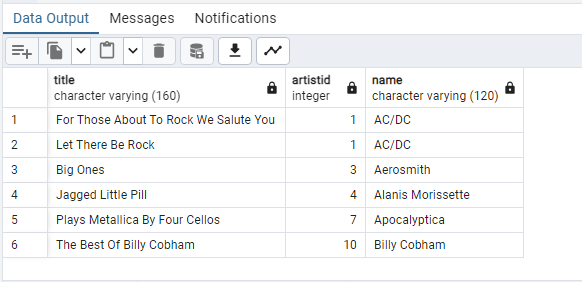 Data Output Messages Notifications
title artistid name
character varying (160) integer character varying (120)
1 For Those About To Rock We Salute You 1 AC/DC
2 Let There Be Rock 1 AC/DC
3 Big Ones 3 Aerosmith
4 Jagged Little Pill 4 Alanis Morissette
5 Plays Metallica By Four Cellos 7 Apocalyptica
6 The Best Of Billy Cobham 10 Billy Cobham